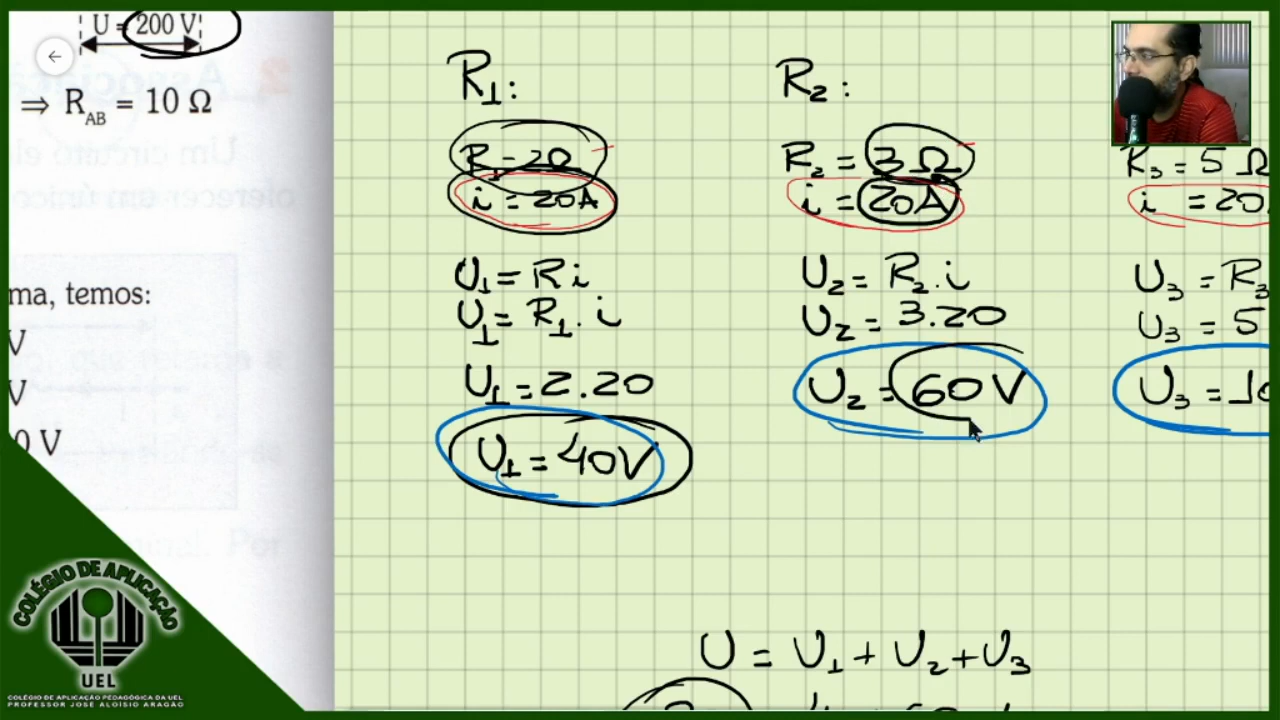 U = 200 V
⇒ R_AB = 10 Ω
ma, temos:
V
V
0 V
R₁:
R₁ = 2Ω
i = 20A
U₁ = R i
U₁ = R₁ . i
U₁ = 2.20
U₁ = 40V
R₂ :
R₂ = 3 Ω
i = 20A
U₂ = R₂ . i
U₂ = 3.20
U₂ = 60V
R₃ = 5 Ω
i = 20
U₃ = R₃
U₃ = 5
U₃ = 10
U = U₁ + U₂ + U₃
COLÉGIO DE APLICAÇÃO
UEL
COLÉGIO DE APLICAÇÃO PEDAGÓGICA DA UEL
PROFESSOR JOSÉ ALOÍSIO ARAGÃO